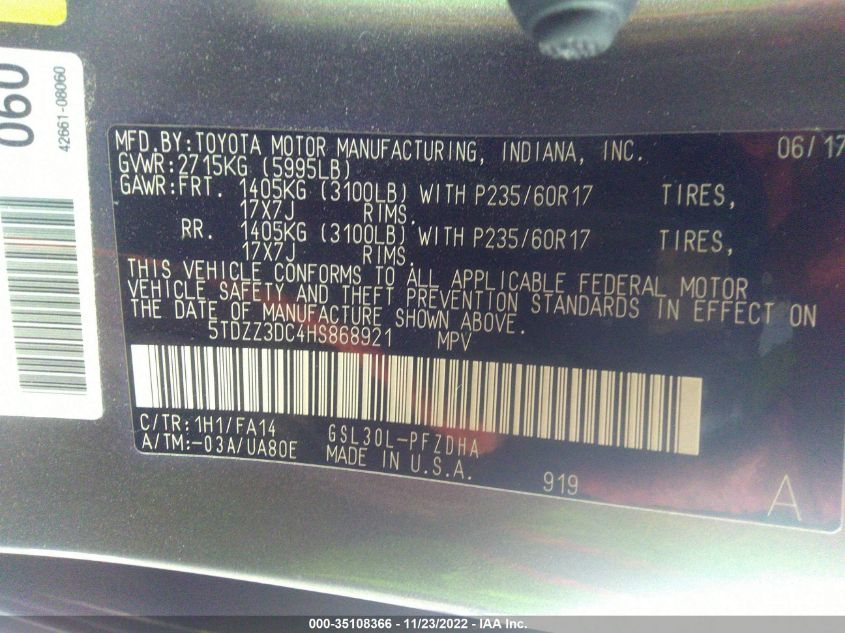 060
42661-08060
MFD.BY:TOYOTA MOTOR MANUFACTURING, INDIANA, INC. 06/17
GVWR:2715KG (5995LB)
GAWR:FRT. 1405KG (3100LB) WITH P235/60R17 TIRES,
17X7J RIMS.
RR. 1405KG (3100LB) WITH P235/60R17 TIRES,
17X7J RIMS.
THIS VEHICLE CONFORMS TO ALL APPLICABLE FEDERAL MOTOR
VEHICLE SAFETY AND THEFT PREVENTION STANDARDS IN EFFECT ON
THE DATE OF MANUFACTURE SHOWN ABOVE.
5TDZZ3DC4HS868921 MPV
C/TR:1H1/FA14 GSL30L-PFZDHA
A/TM:-03A/UA80E MADE IN U.S.A.
919
A
000-35108366 - 11/23/2022 - IAA Inc.